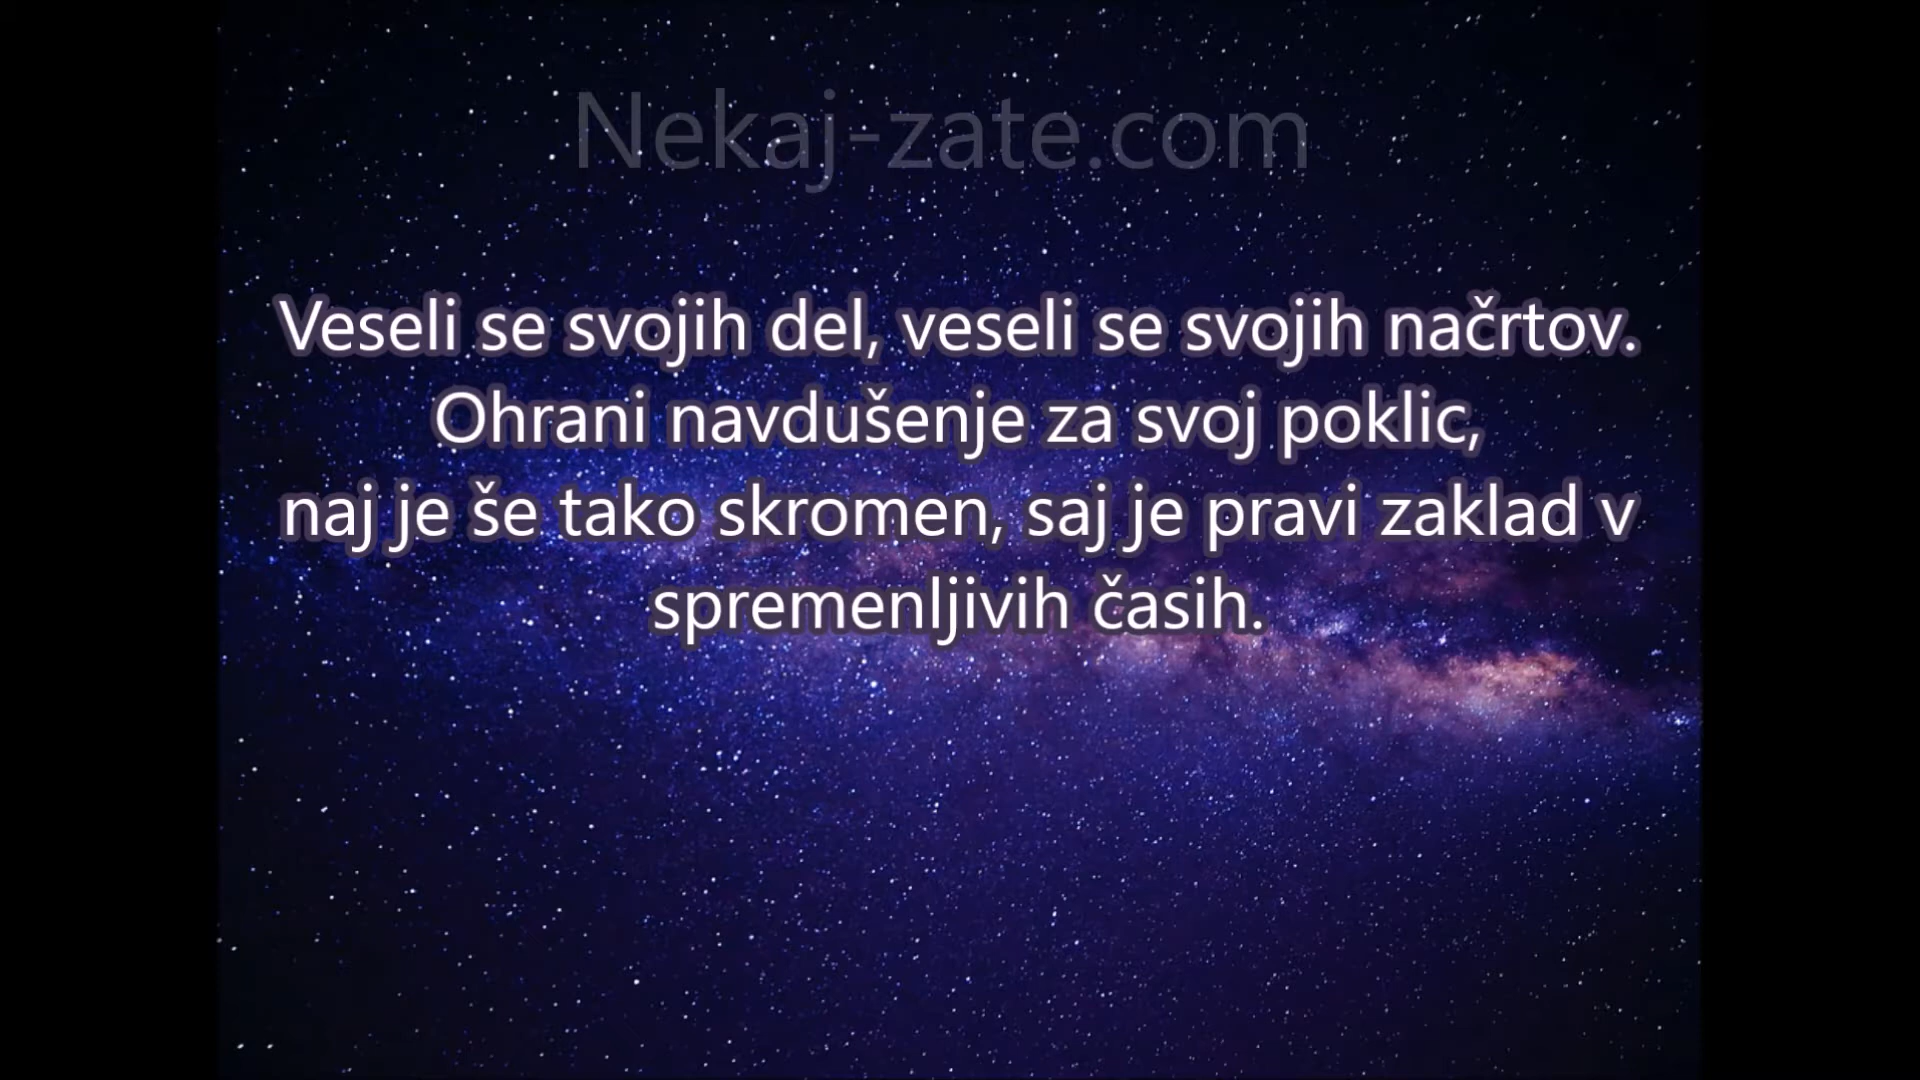 Nekaj-zate.com
Veseli se svojih del, veseli se svojih načrtov.
Ohrani navdušenje za svoj poklic,
naj je še tako skromen, saj je pravi zaklad v
spremenljivih časih.